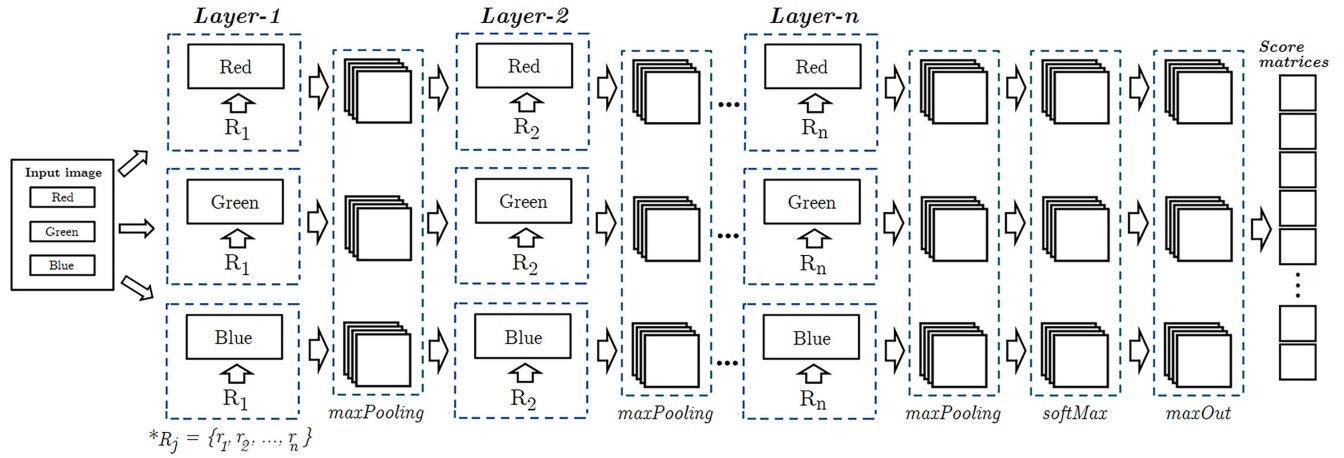 Layer-1
Layer-2
Layer-n
Score
matrices
Red
R1
Red
R2
...
Red
Rn
Input image
Red
Green
Blue
Green
R1
Green
R2
...
Green
Rn
Blue
R1
Blue
R2
...
Blue
Rn
maxPooling
maxPooling
maxPooling
softMax
maxOut
*Rj = {r1, r2, ..., rn}